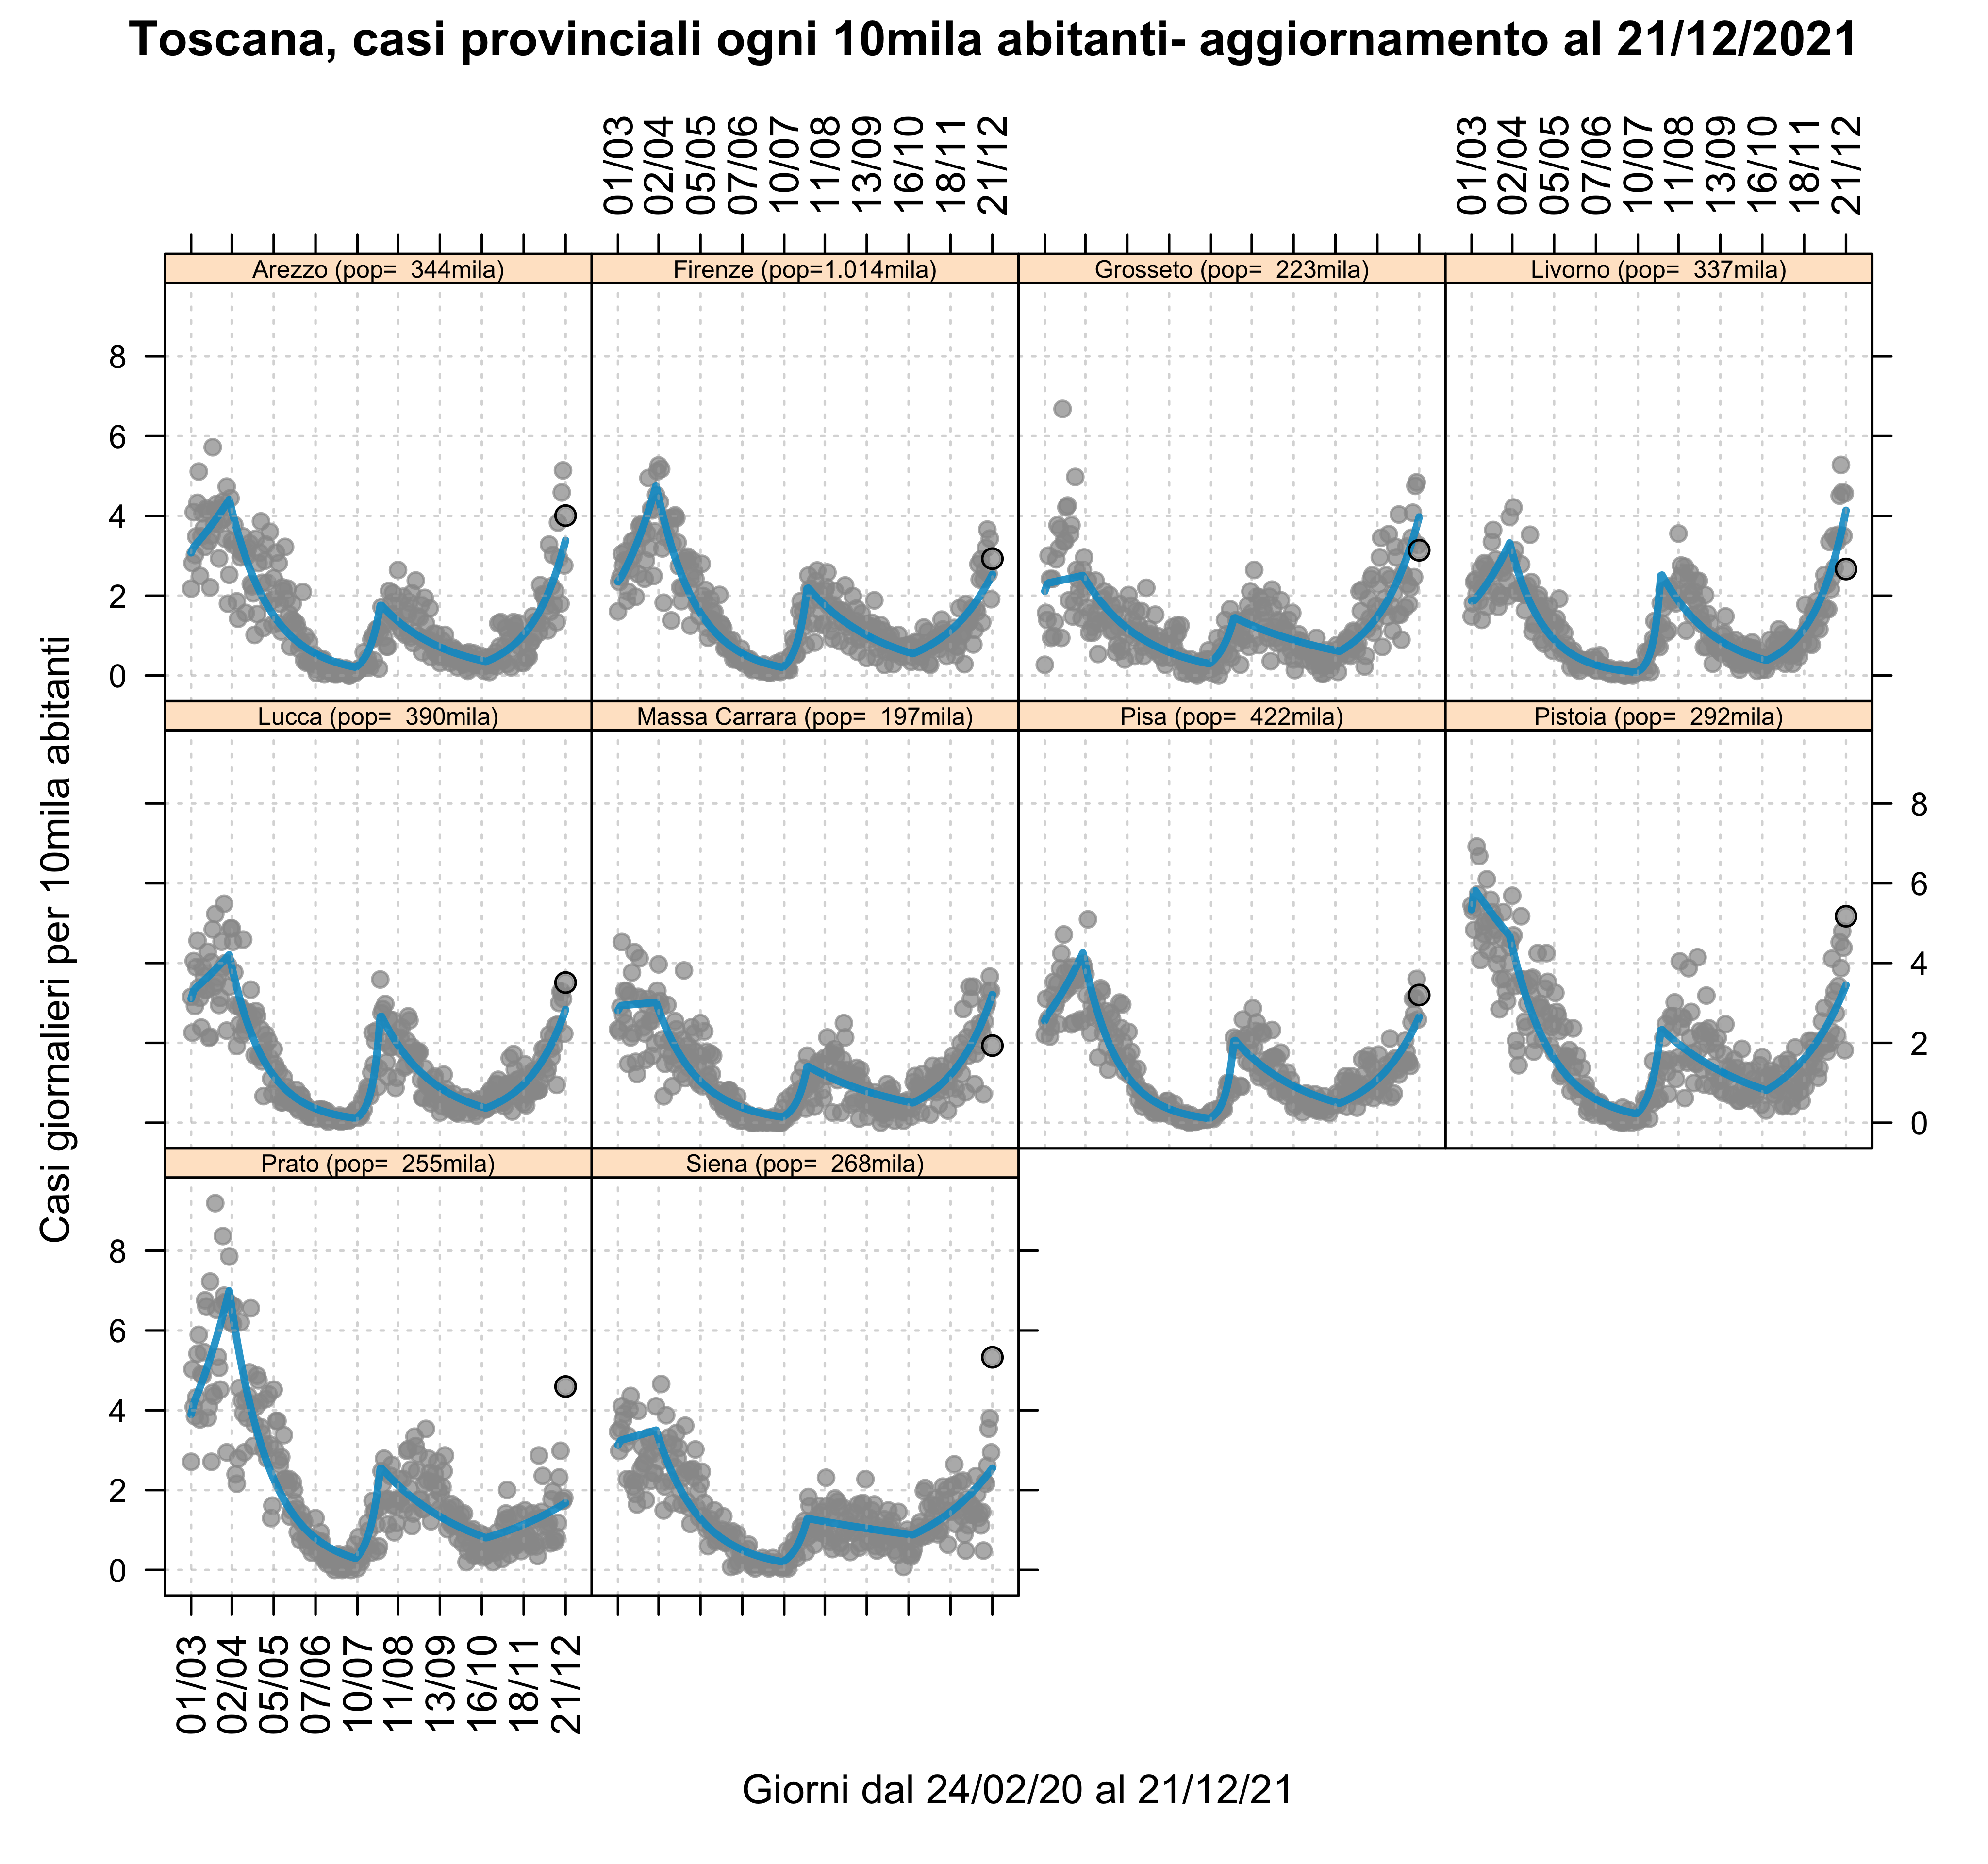 Toscana, casi provinciali ogni 10mila abitanti- aggiornamento al 21/12/2021
01/03 02/04 05/05 07/06 10/07 11/08 13/09 16/10 18/11 21/12
01/03 02/04 05/05 07/06 10/07 11/08 13/09 16/10 18/11 21/12
Arezzo (pop=  344mila)
Firenze (pop=1.014mila)
Grosseto (pop=  223mila)
Livorno (pop=  337mila)
8
6
4
2
0
Lucca (pop=  390mila)
Massa Carrara (pop=  197mila)
Pisa (pop=  422mila)
Pistoia (pop=  292mila)
8
6
4
2
0
Prato (pop=  255mila)
Siena (pop=  268mila)
8
6
4
2
0
Casi giornalieri per 10mila abitanti
01/03 02/04 05/05 07/06 10/07 11/08 13/09 16/10 18/11 21/12
Giorni dal 24/02/20 al 21/12/21